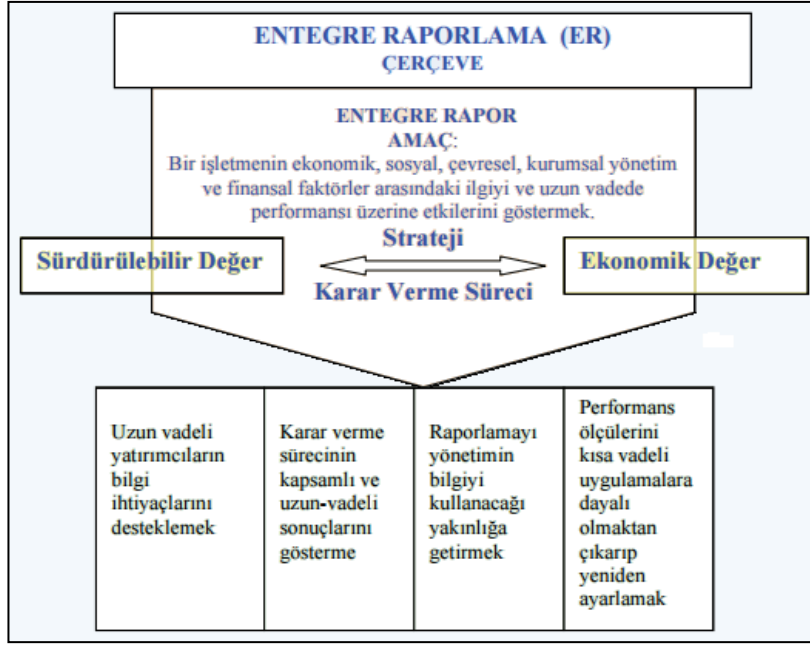 ENTEGRE RAPORLAMA (ER)
ÇERÇEVE
ENTEGRE RAPOR
AMAÇ:
Bir işletmenin ekonomik, sosyal, çevresel, kurumsal yönetim
ve finansal faktörler arasındaki ilgiyi ve uzun vadede
performansı üzerine etkilerini göstermek.
Strateji
Sürdürülebilir Değer
Ekonomik Değer
Karar Verme Süreci
Uzun vadeli
yatırımcıların
bilgi
ihtiyaçlarını
desteklemek
Karar verme
sürecinin
kapsamlı ve
uzun-vadeli
sonuçlarını
gösterme
Raporlamayı
yönetimin
bilgiyi
kullanacağı
yakınlığa
getirmek
Performans
ölçülerini
kısa vadeli
uygulamalara
dayalı
olmaktan
çıkarıp
yeniden
ayarlamak